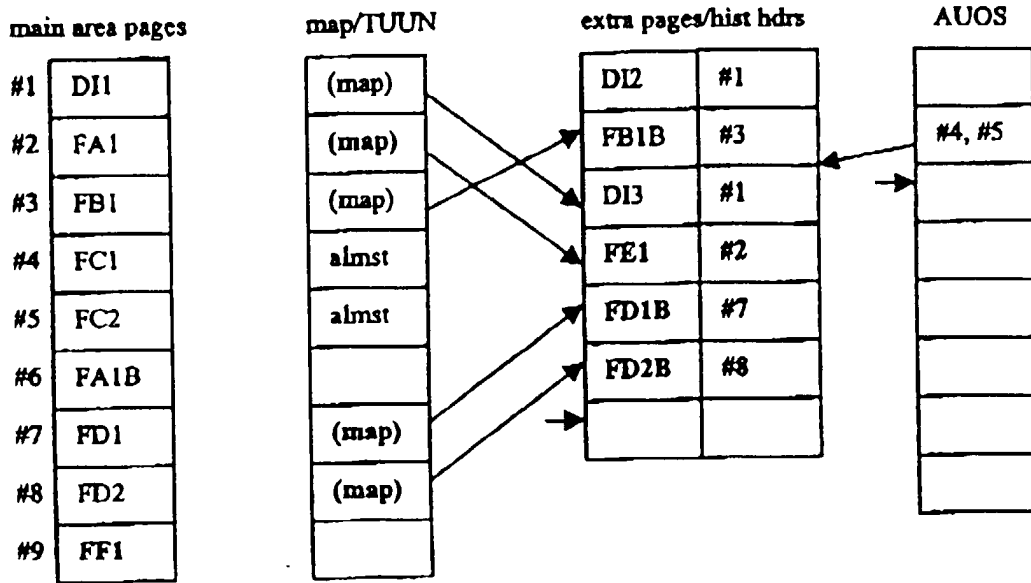 main area pages map/TUUN extra pages/hist hdrs AUOS
#1 DI1 (map) DI2 #1
#2 FA1 (map) FB1B #3 #4, #5
#3 FB1 (map) DI3 #1
#4 FC1 almst FE1 #2
#5 FC2 almst FD1B #7
#6 FA1B FD2B #8
#7 FD1 (map)
#8 FD2 (map)
#9 FF1